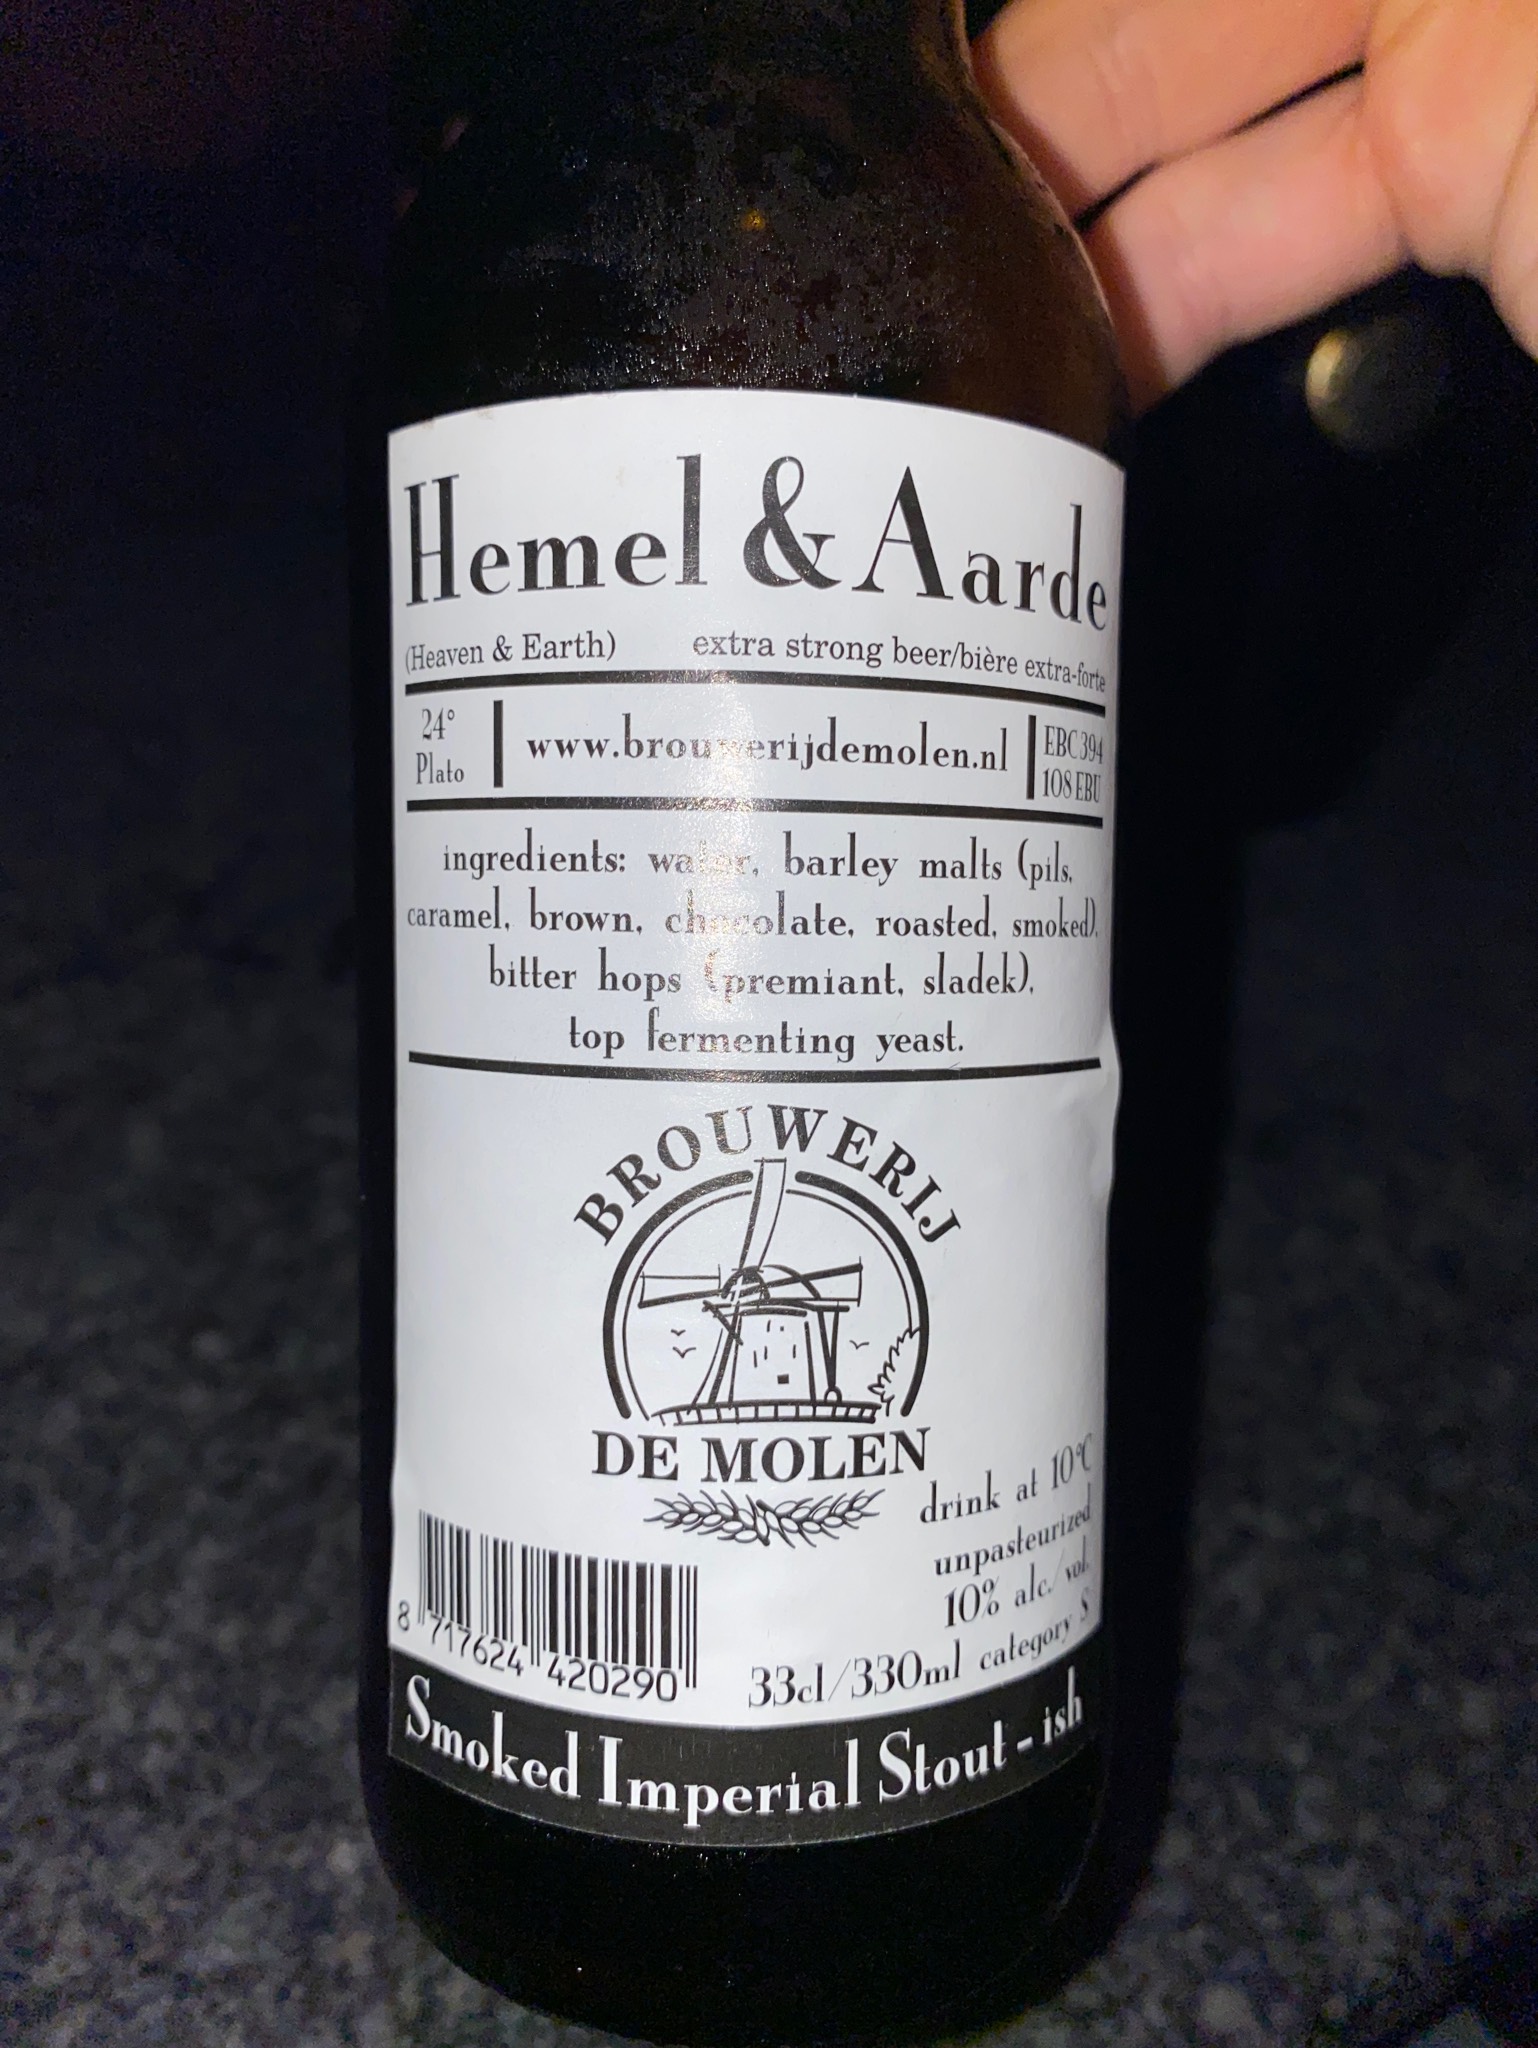 Hemel & Aarde
(Heaven & Earth) extra strong beer/bière extra-forte
24°
Plato
www.brouwerijdemolen.nl
EBC 394
108 EBU
ingredients: water, barley malts (pils,
caramel, brown, chocolate, roasted, smoked),
bitter hops (premiant, sladek),
top fermenting yeast.
BROUWERIJ
DE MOLEN
drink at 10°C
unpasteurized
10% alc./vol.
33cl/330ml category S
8 717624 420290
Smoked Imperial Stout - ish